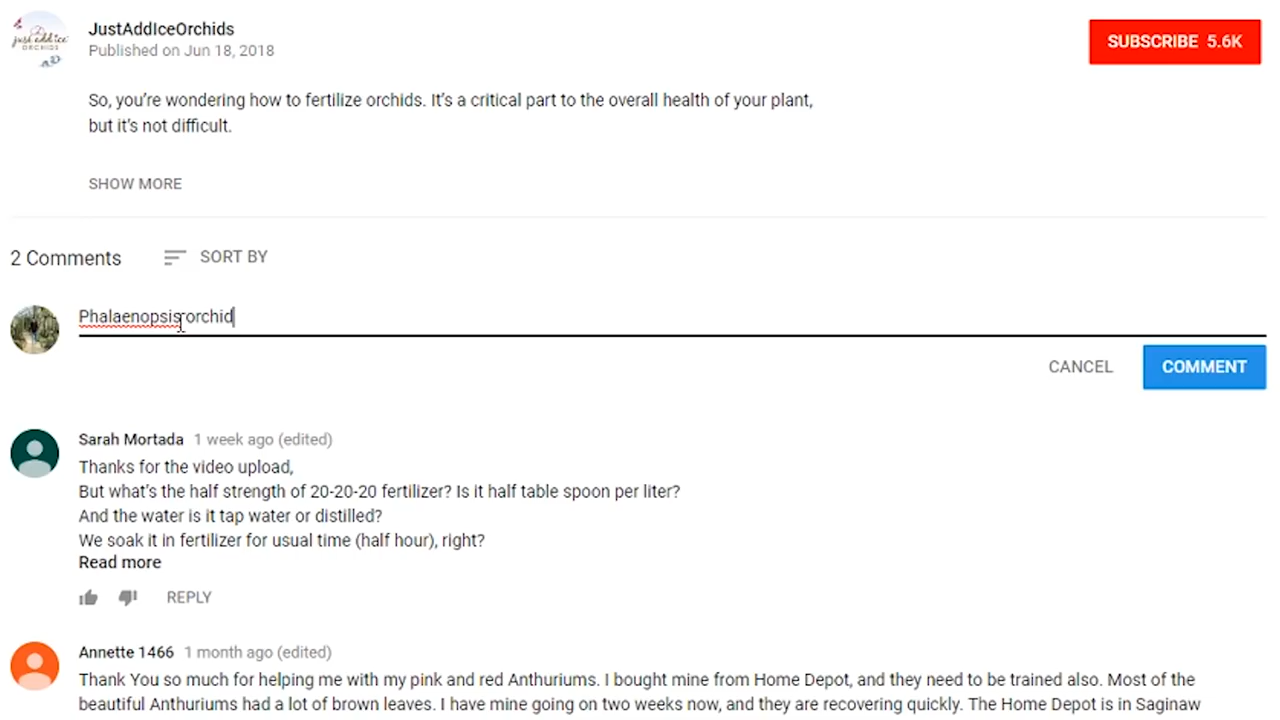 just add ice
ORCHIDS
JustAddIceOrchids
Published on Jun 18, 2018
SUBSCRIBE 5.6K
So, you're wondering how to fertilize orchids. It's a critical part to the overall health of your plant,
but it's not difficult.
SHOW MORE
2 Comments SORT BY
Phalaenopsis orchid
CANCEL COMMENT
Sarah Mortada 1 week ago (edited)
Thanks for the video upload,
But what's the half strength of 20-20-20 fertilizer? Is it half table spoon per liter?
And the water is it tap water or distilled?
We soak it in fertilizer for usual time (half hour), right?
Read more
REPLY
Annette 1466 1 month ago (edited)
Thank You so much for helping me with my pink and red Anthuriums. I bought mine from Home Depot, and they need to be trained also. Most of the
beautiful Anthuriums had a lot of brown leaves. I have mine going on two weeks now, and they are recovering quickly. The Home Depot is in Saginaw